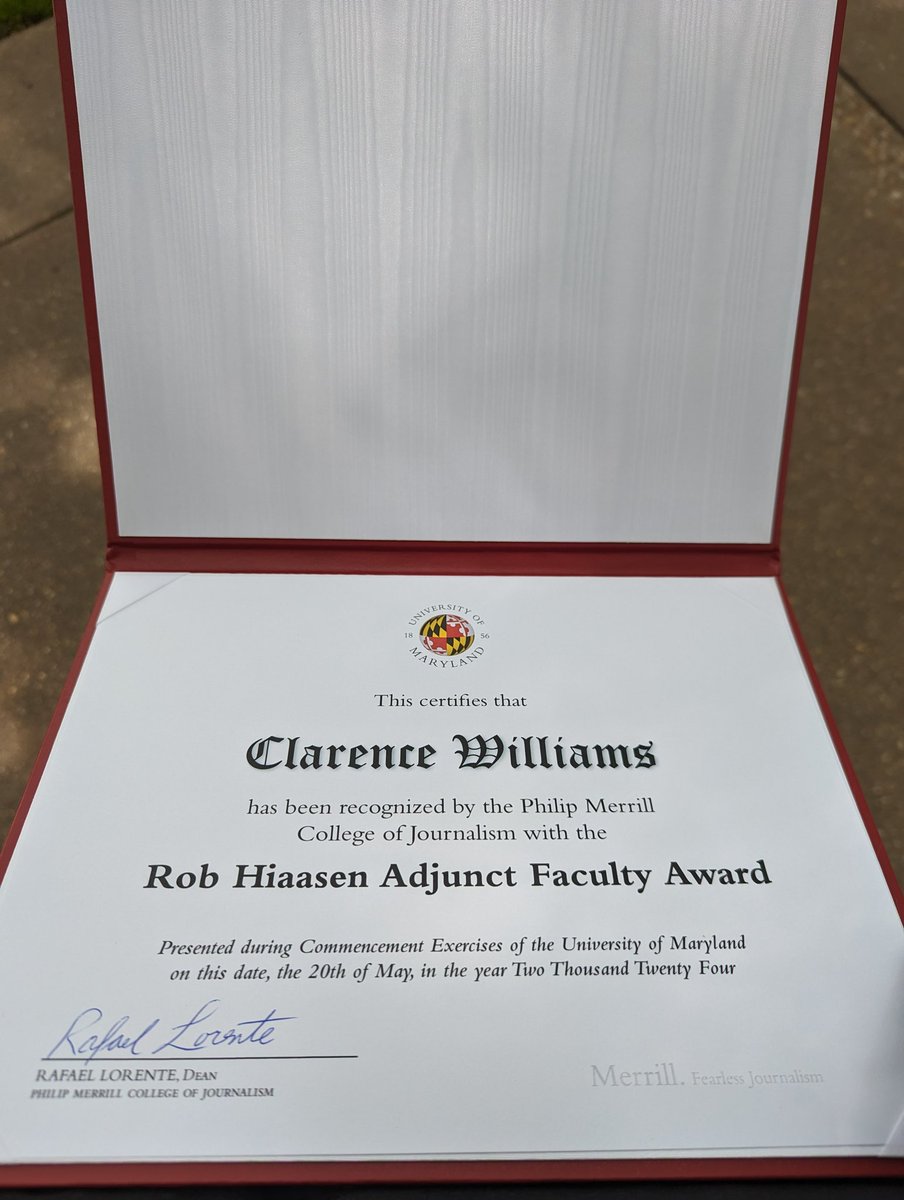 UNIVERSITY OF
18 56
MARYLAND
This certifies that
Clarence Williams
has been recognized by the Philip Merrill
College of Journalism with the
Rob Hiaasen Adjunct Faculty Award
Presented during Commencement Exercises of the University of Maryland
on this date, the 20th of May, in the year Two Thousand Twenty Four
Rafael Lorente
RAFAEL LORENTE, DEAN
PHILIP MERRILL COLLEGE OF JOURNALISM
Merrill. Fearless Journalism